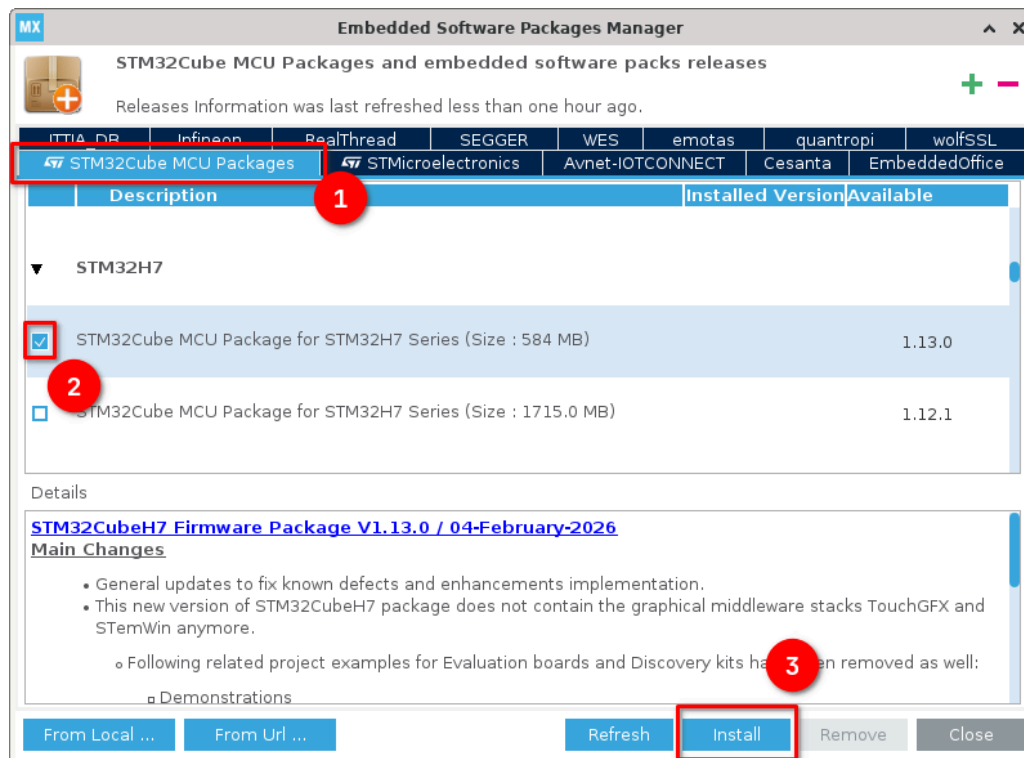 MX Embedded Software Packages Manager
STM32Cube MCU Packages and embedded software packs releases
Releases Information was last refreshed less than one hour ago.
ITTIA_DB Infineon RealThread SEGGER WES emotas quantropi wolfSSL
STM32Cube MCU Packages STMicroelectronics Avnet-IOTCONNECT Cesanta EmbeddedOffice
1
Description Installed Version Available
STM32H7
STM32Cube MCU Package for STM32H7 Series (Size : 584 MB) 1.13.0
2
STM32Cube MCU Package for STM32H7 Series (Size : 1715.0 MB) 1.12.1
Details
STM32CubeH7 Firmware Package V1.13.0 / 04-February-2026
Main Changes
• General updates to fix known defects and enhancements implementation.
• This new version of STM32CubeH7 package does not contain the graphical middleware stacks TouchGFX and
STemWin anymore.
Following related project examples for Evaluation boards and Discovery kits removed as well:
3
Demonstrations
From Local ... From Url ... Refresh Install Remove Close